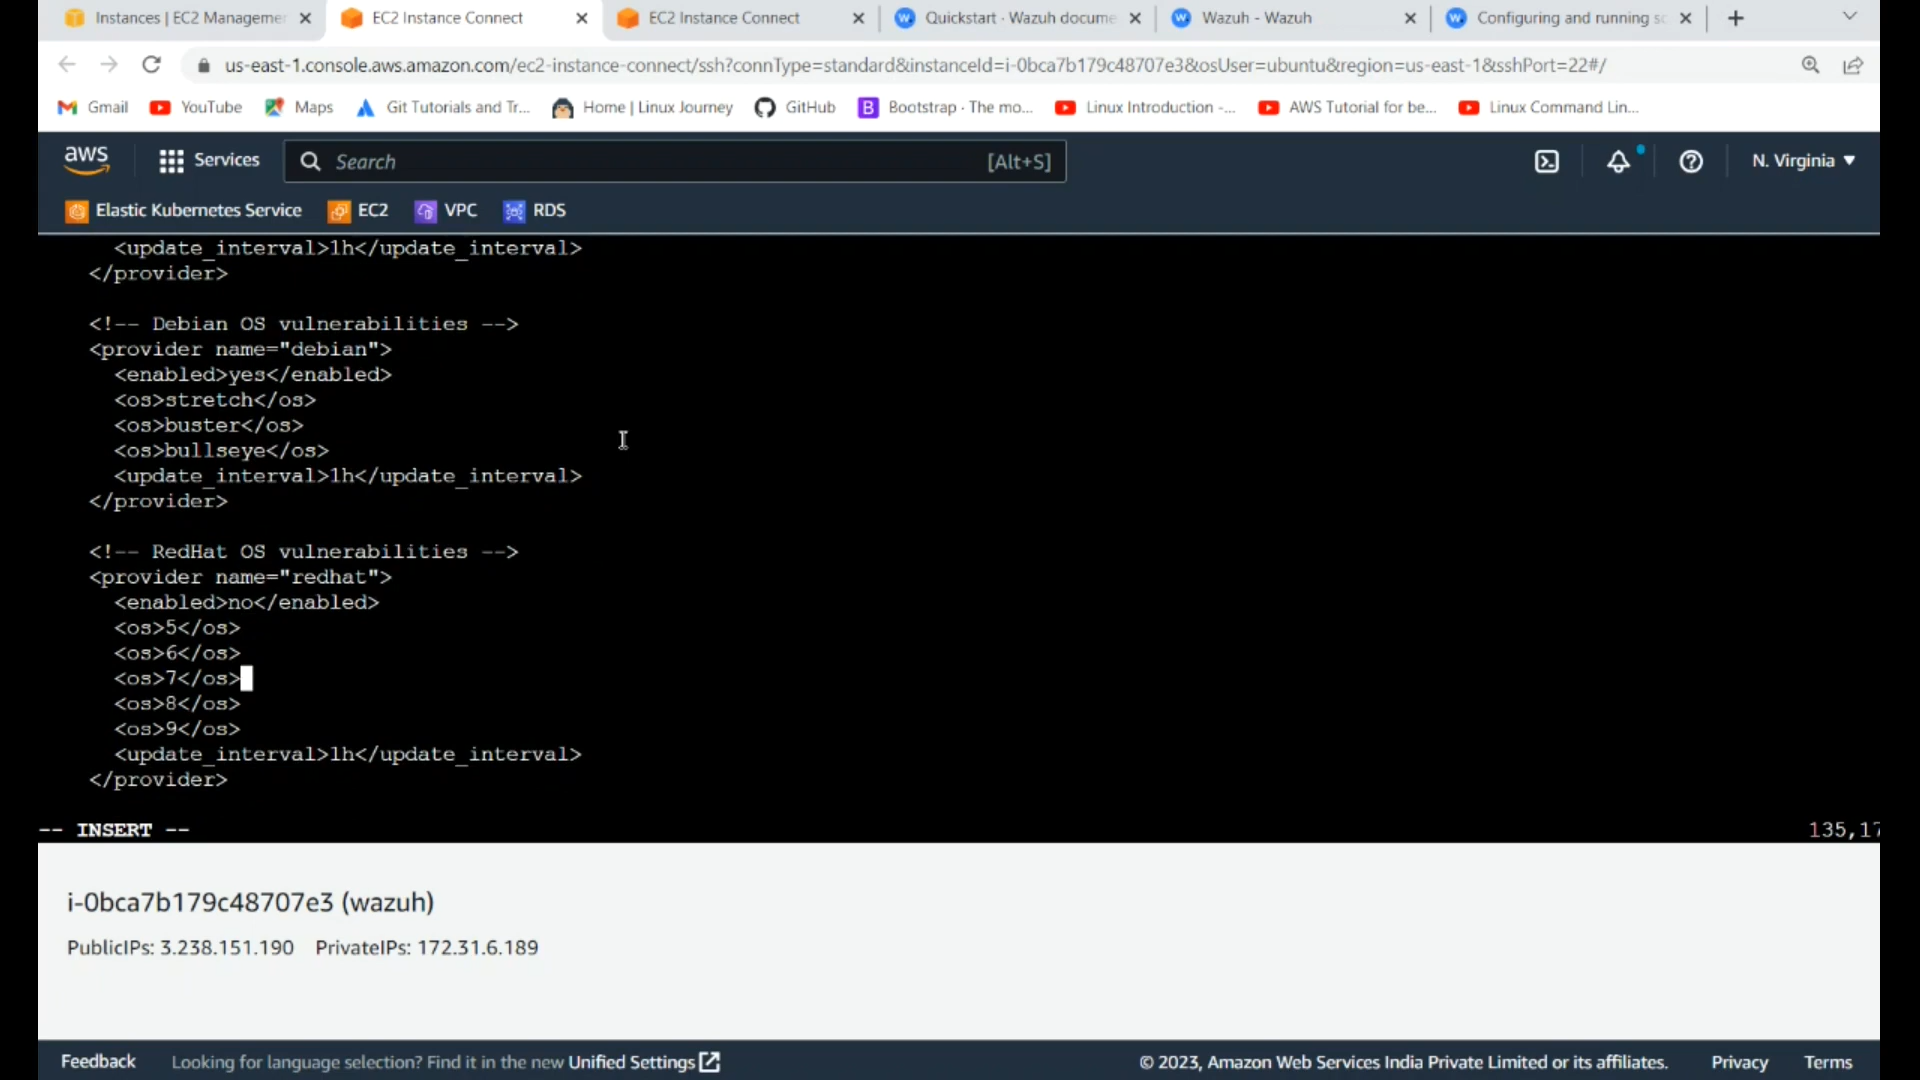 Instances | EC2 Managemer
EC2 Instance Connect
EC2 Instance Connect
Quickstart · Wazuh docume
Wazuh - Wazuh
Configuring and running sc
us-east-1.console.aws.amazon.com/ec2-instance-connect/ssh?connType=standard&instanceId=i-0bca7b179c48707e3&osUser=ubuntu&region=us-east-1&sshPort=22#/
Gmail
YouTube
Maps
Git Tutorials and Tr...
Home | Linux Journey
GitHub
Bootstrap · The mo...
Linux Introduction -...
AWS Tutorial for be...
Linux Command Lin...
aws
Services
Search
[Alt+S]
N. Virginia
Elastic Kubernetes Service
EC2
VPC
RDS
<update_interval>1h</update_interval>
</provider>
<!-- Debian OS vulnerabilities -->
<provider name="debian">
<enabled>yes</enabled>
<os>stretch</os>
<os>buster</os>
<os>bullseye</os>
<update_interval>1h</update_interval>
</provider>
<!-- RedHat OS vulnerabilities -->
<provider name="redhat">
<enabled>no</enabled>
<os>5</os>
<os>6</os>
<os>7</os>
<os>8</os>
<os>9</os>
<update_interval>1h</update_interval>
</provider>
-- INSERT --
135,17
i-0bca7b179c48707e3 (wazuh)
PublicIPs: 3.238.151.190 PrivateIPs: 172.31.6.189
Feedback
Looking for language selection? Find it in the new Unified Settings
© 2023, Amazon Web Services India Private Limited or its affiliates.
Privacy
Terms